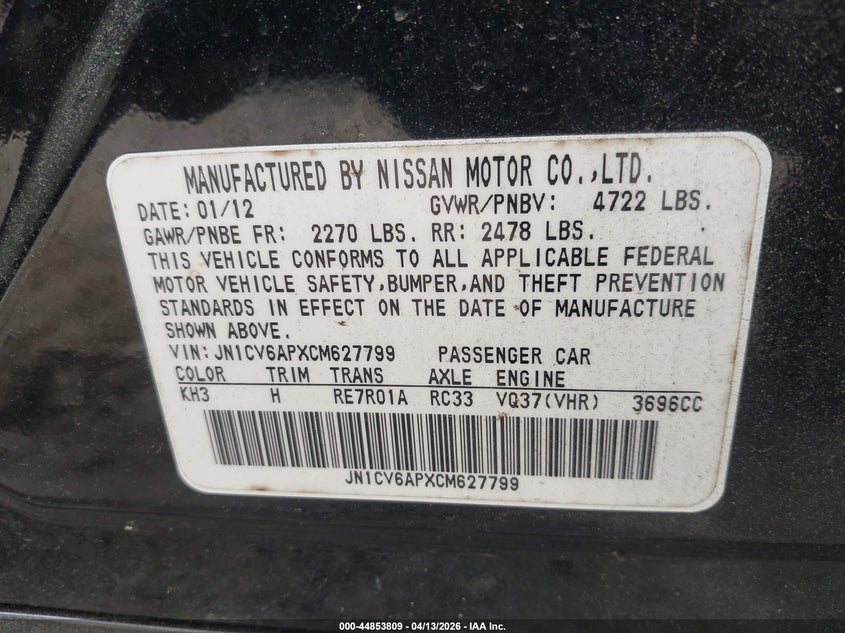 MANUFACTURED BY NISSAN MOTOR CO.,LTD.
DATE: 01/12 GVWR/PNBV: 4722 LBS.
GAWR/PNBE FR: 2270 LBS. RR: 2478 LBS.
THIS VEHICLE CONFORMS TO ALL APPLICABLE FEDERAL
MOTOR VEHICLE SAFETY,BUMPER,AND THEFT PREVENTION
STANDARDS IN EFFECT ON THE DATE OF MANUFACTURE
SHOWN ABOVE.
VIN: JN1CV6APXCM627799 PASSENGER CAR
COLOR TRIM TRANS AXLE ENGINE
KH3 H RE7R01A RC33 VQ37(VHR) 3696CC
JN1CV6APXCM627799
000-44853809 | 04/13/2026 - IAA Inc.